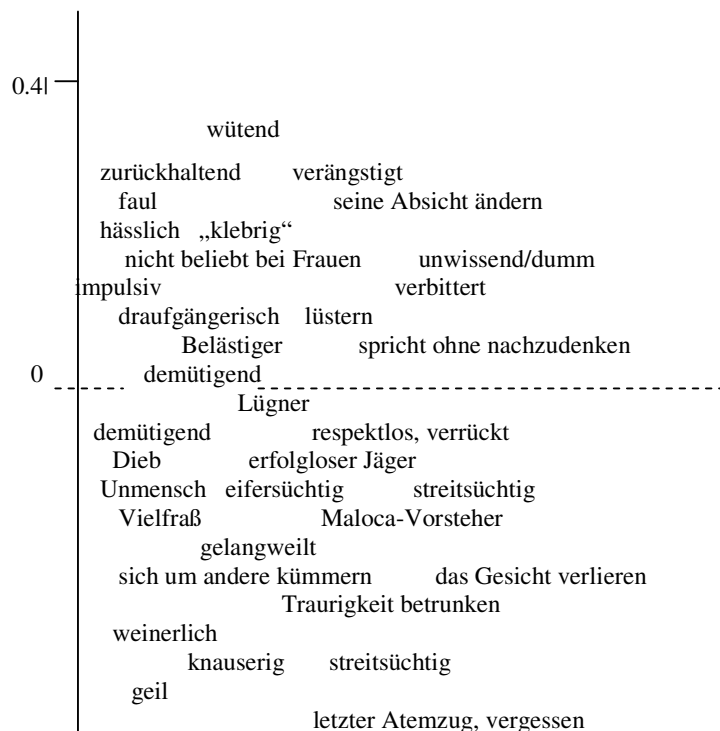 0.4
wütend
zurückhaltend verängstigt
faul seine Absicht ändern
hässlich „klebrig“
nicht beliebt bei Frauen unwissend/dumm
impulsiv verbittert
draufgängerisch lüstern
Belästiger spricht ohne nachzudenken
0 demütigend
Lügner
demütigend respektlos, verrückt
Dieb erfolgloser Jäger
Unmensch eifersüchtig streitsüchtig
Vielfraß Maloca-Vorsteher
gelangweilt
sich um andere kümmern das Gesicht verlieren
Traurigkeit betrunken
weinerlich
knauserig streitsüchtig
geil
letzter Atemzug, vergessen